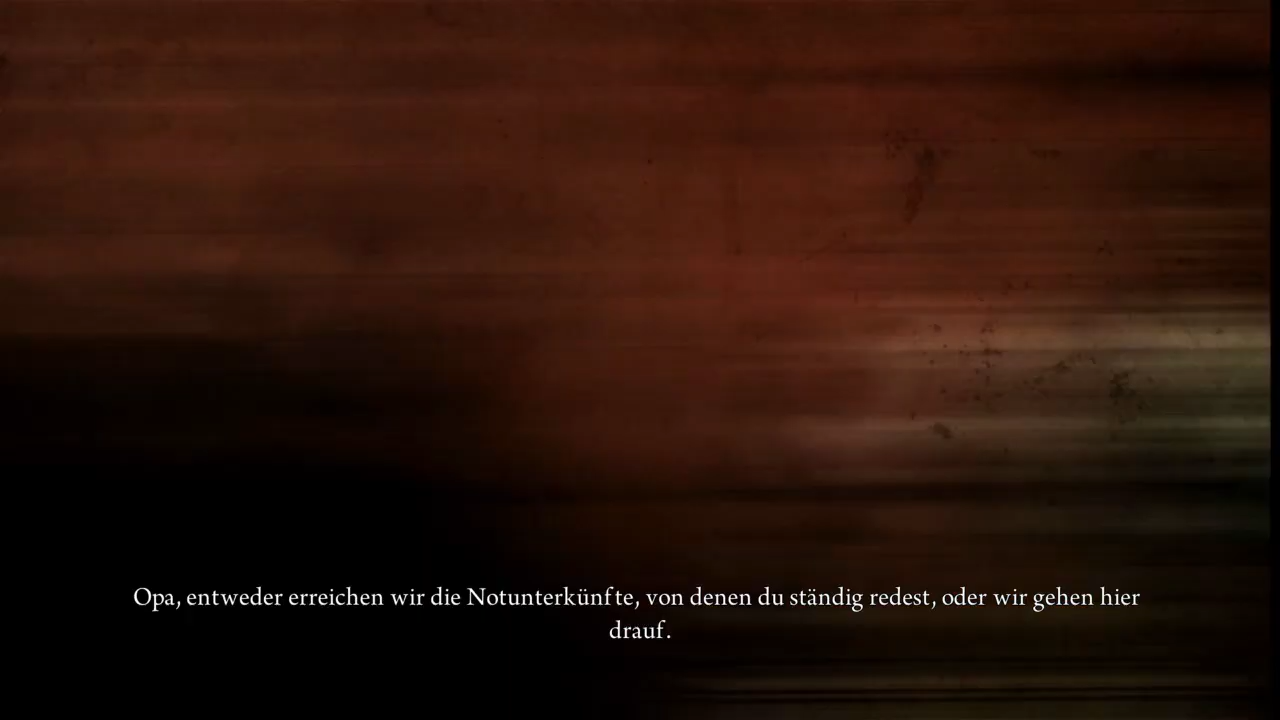 Opa, entweder erreichen wir die Notunterkünfte, von denen du ständig redest, oder wir gehen hier
drauf.